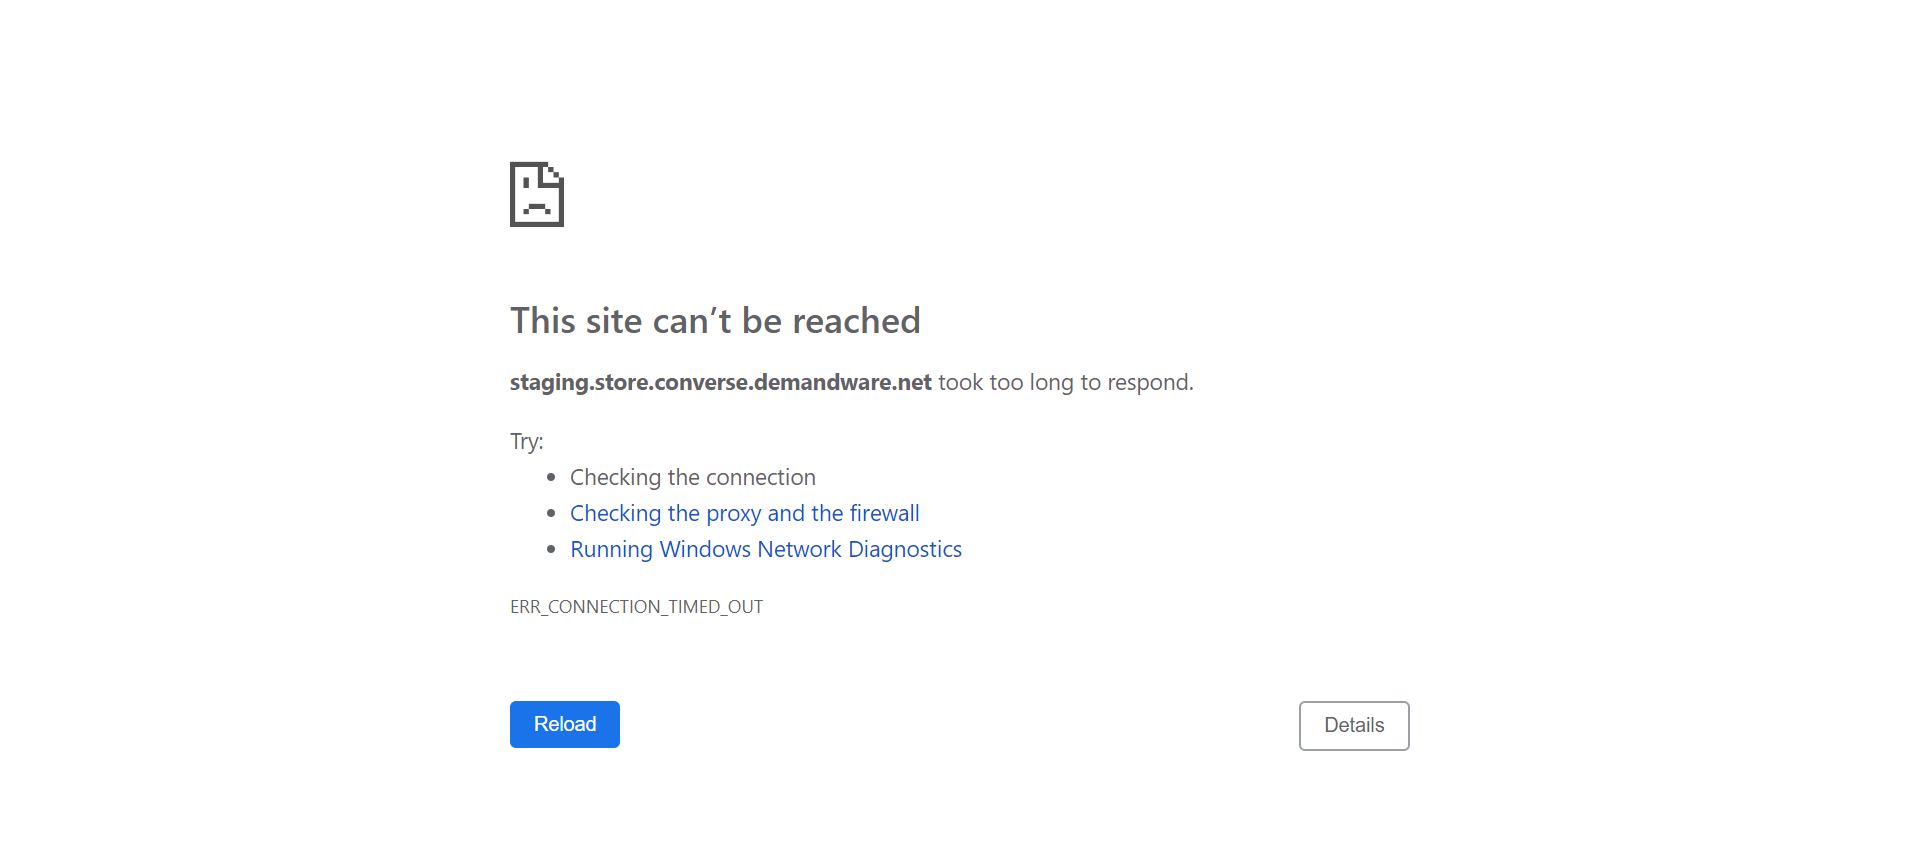 This site can’t be reached
staging.store.converse.demandware.net took too long to respond.
Try:
Checking the connection
Checking the proxy and the firewall
Running Windows Network Diagnostics
ERR_CONNECTION_TIMED_OUT
Reload
Details